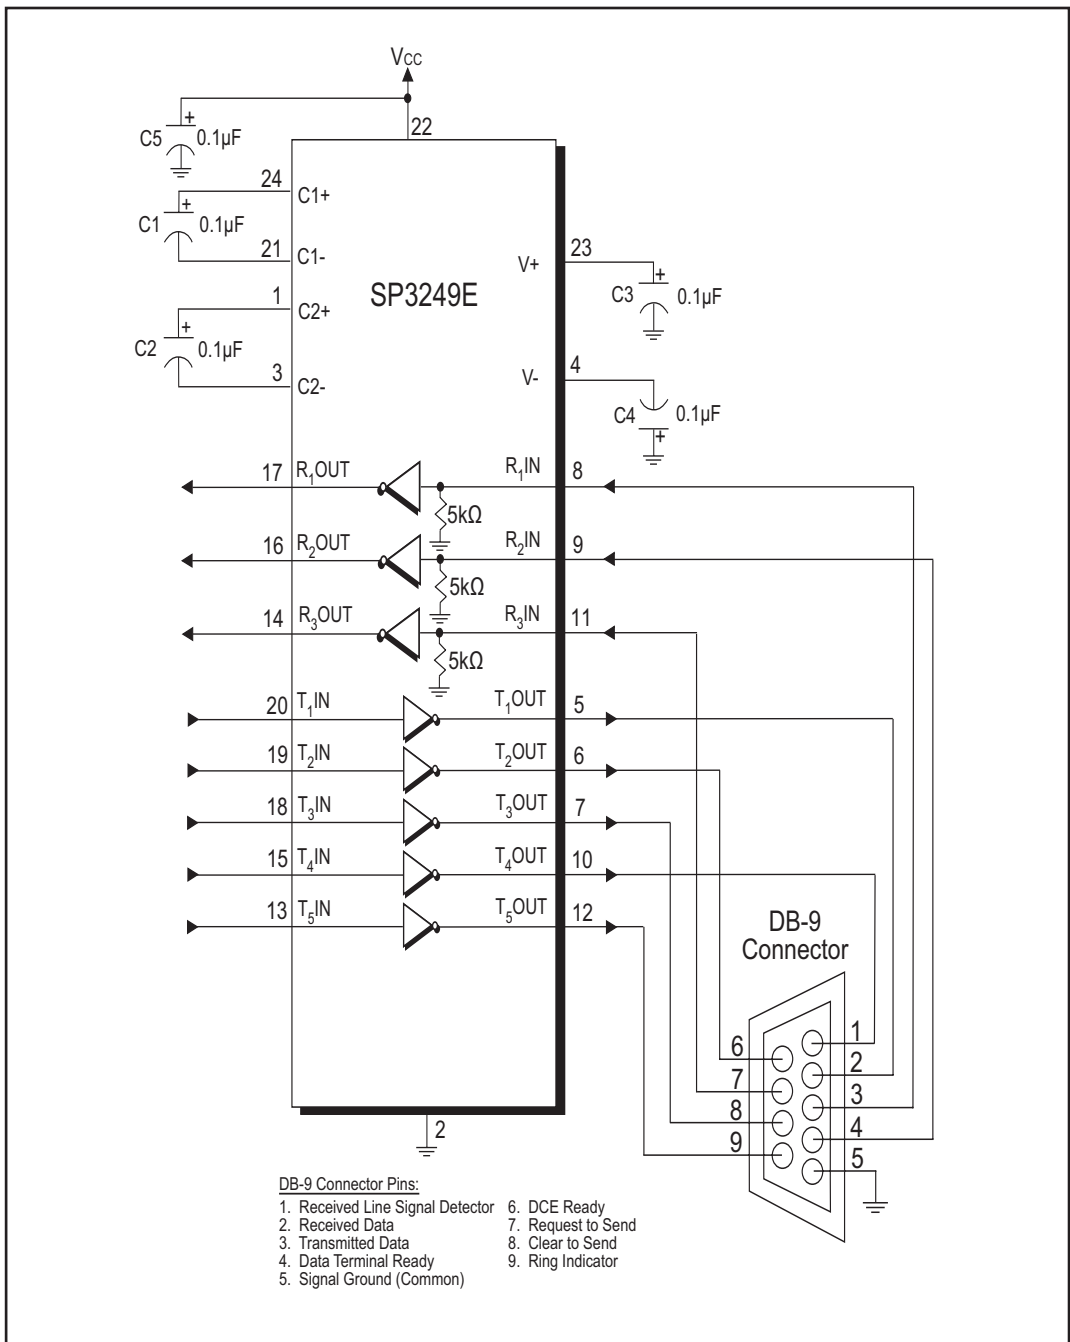 VCC
22
+
C5
0.1µF
24
C1+
+
C1
0.1µF
21
C1-
SP3249E
V+
23
+
C3
0.1µF
1
C2+
+
C2
0.1µF
3
C2-
V-
4
C4
0.1µF
+
17
R1OUT
R1IN
8
5kΩ
16
R2OUT
R2IN
9
5kΩ
14
R3OUT
R3IN
11
5kΩ
20
T1IN
T1OUT
5
19
T2IN
T2OUT
6
18
T3IN
T3OUT
7
15
T4IN
T4OUT
10
13
T5IN
T5OUT
12
DB-9
Connector
1
6
2
7
3
8
4
9
5
2
DB-9 Connector Pins:
1. Received Line Signal Detector
2. Received Data
3. Transmitted Data
4. Data Terminal Ready
5. Signal Ground (Common)
6. DCE Ready
7. Request to Send
8. Clear to Send
9. Ring Indicator